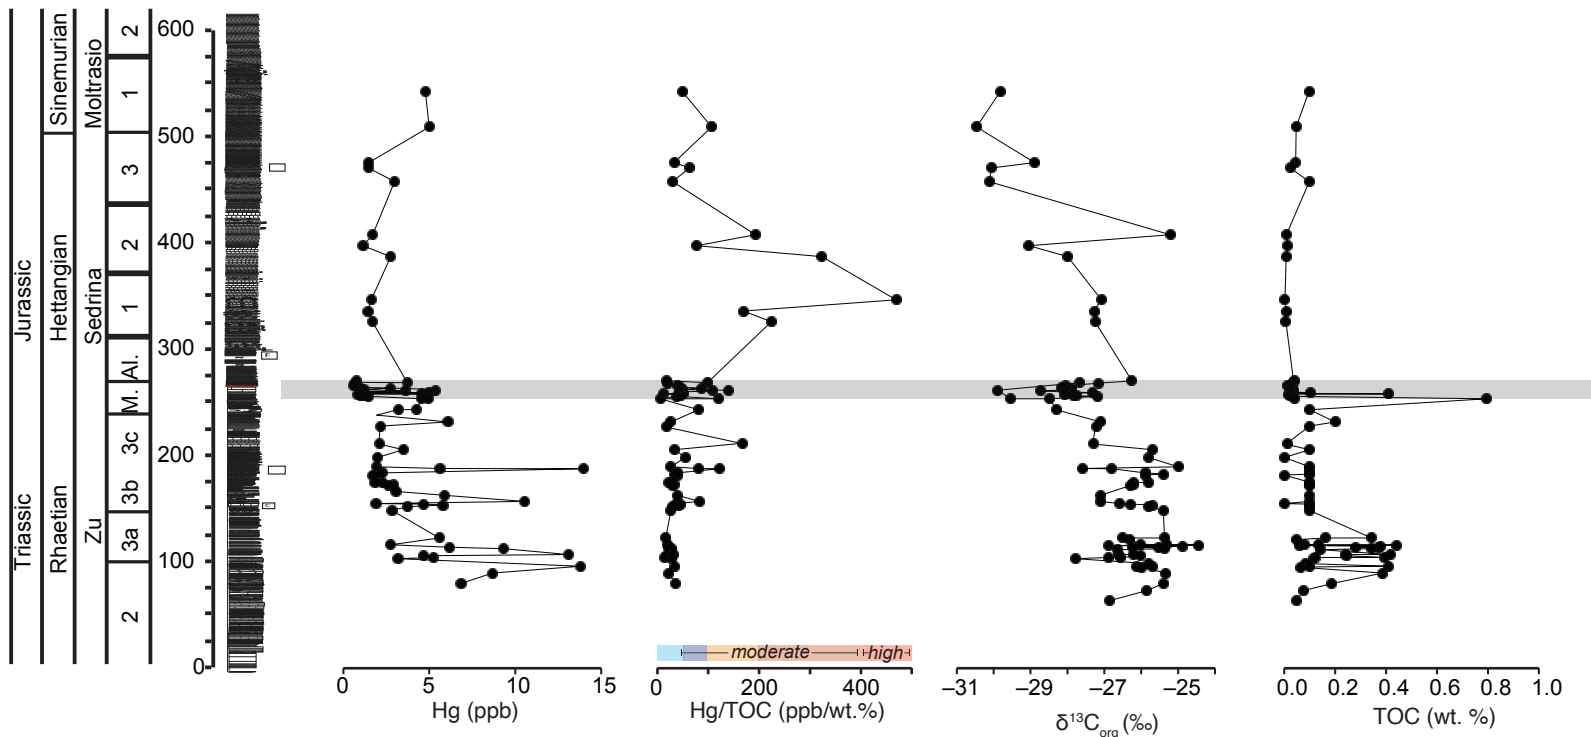 Triassic
Jurassic
Rhaetian
Hettangian
Sinemurian
Zu
Sedrina
Moltrasio
2
3a
3b
3c
M.
Al.
1
2
3
1
2
600
500
400
300
200
100
0
moderate
high
0 5 10 15
Hg (ppb)
0 200 400
Hg/TOC (ppb/wt.%)
–31 –29 –27 –25
δ¹³Corg (‰)
0.0 0.2 0.4 0.6 0.8 1.0
TOC (wt. %)